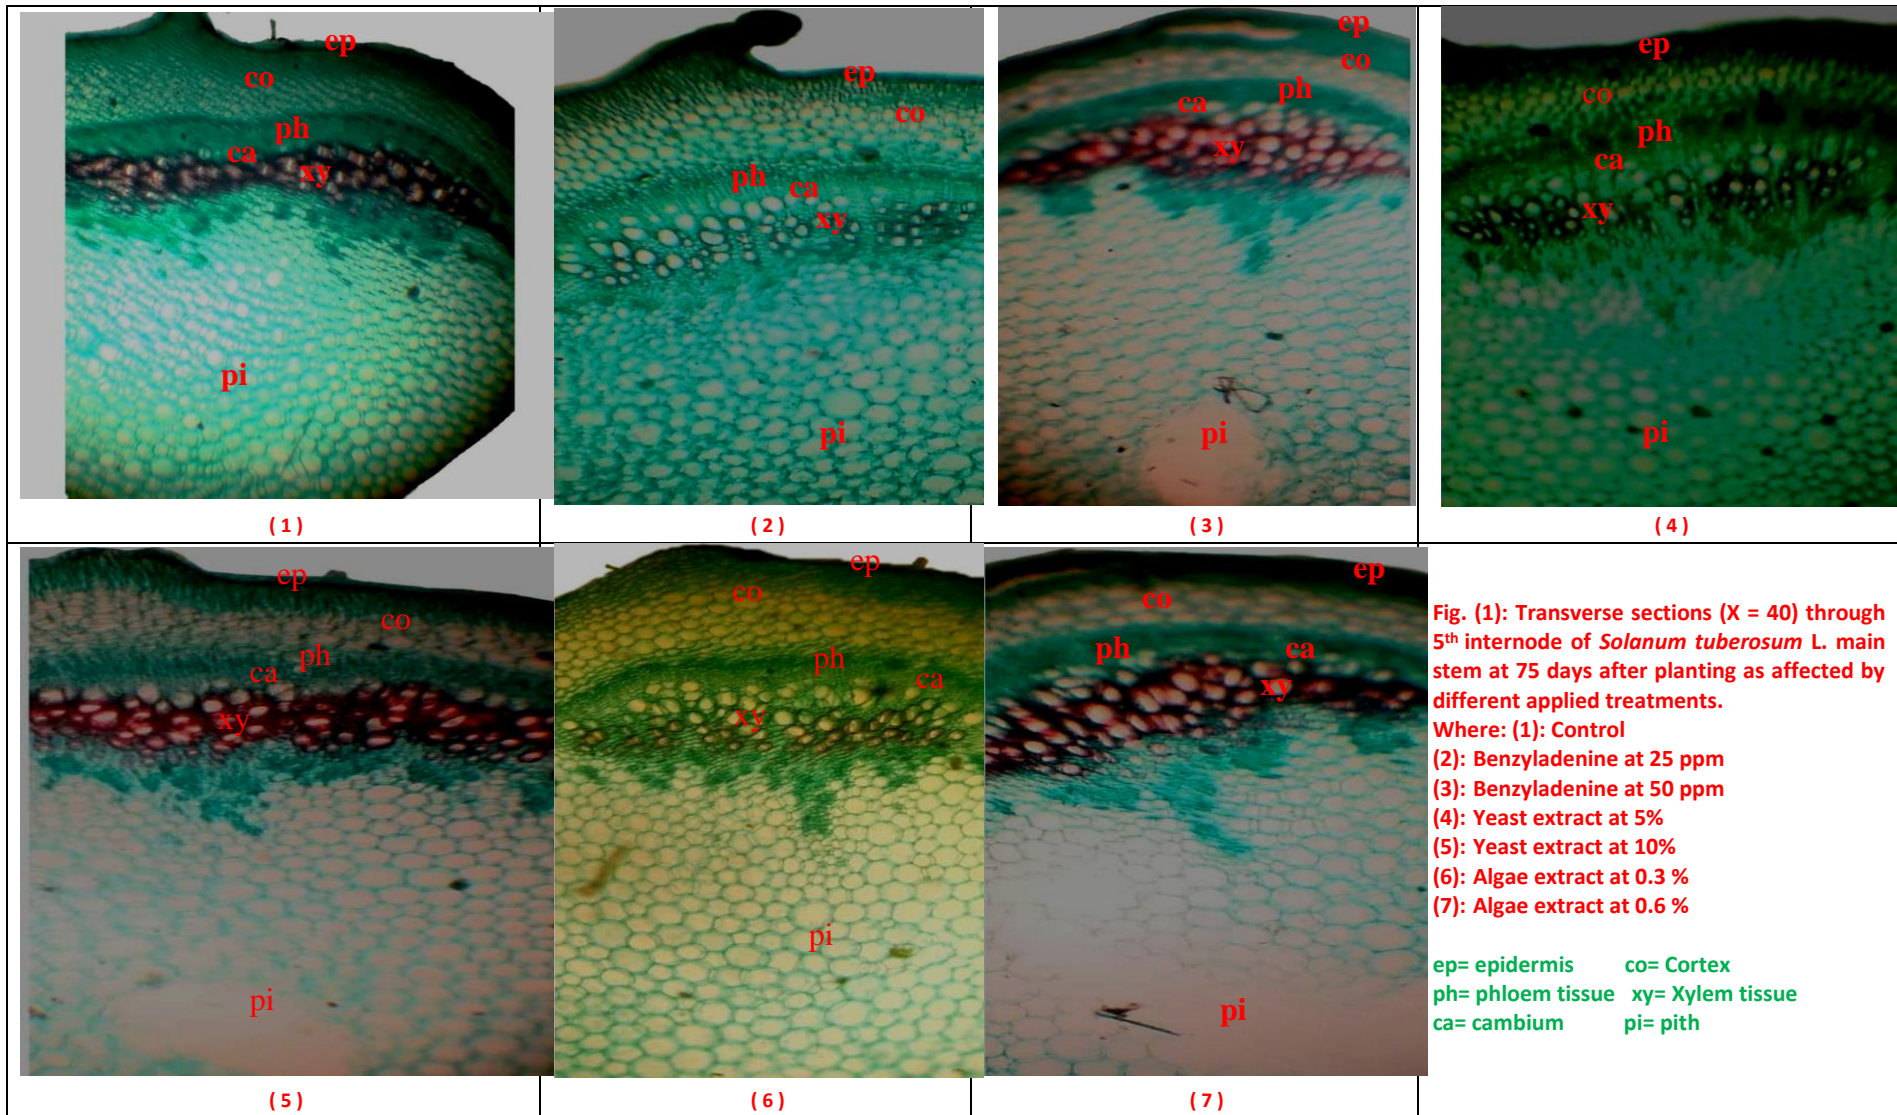 ep
co
ph
ca
xy
pi
( 1 )
ep
co
ph
ca
xy
pi
( 2 )
ep
co
ph
ca
xy
pi
( 3 )
ep
co
ph
ca
xy
pi
( 4 )
ep
co
ph
ca
xy
pi
( 5 )
ep
co
ph
ca
xy
pi
( 6 )
ep
co
ph
ca
xy
pi
( 7 )
Fig. (1): Transverse sections (X = 40) through
5th internode of Solanum tuberosum L. main
stem at 75 days after planting as affected by
different applied treatments.
Where: (1): Control
(2): Benzyladenine at 25 ppm
(3): Benzyladenine at 50 ppm
(4): Yeast extract at 5%
(5): Yeast extract at 10%
(6): Algae extract at 0.3 %
(7): Algae extract at 0.6 %
ep= epidermis co= Cortex
ph= phloem tissue xy= Xylem tissue
ca= cambium pi= pith